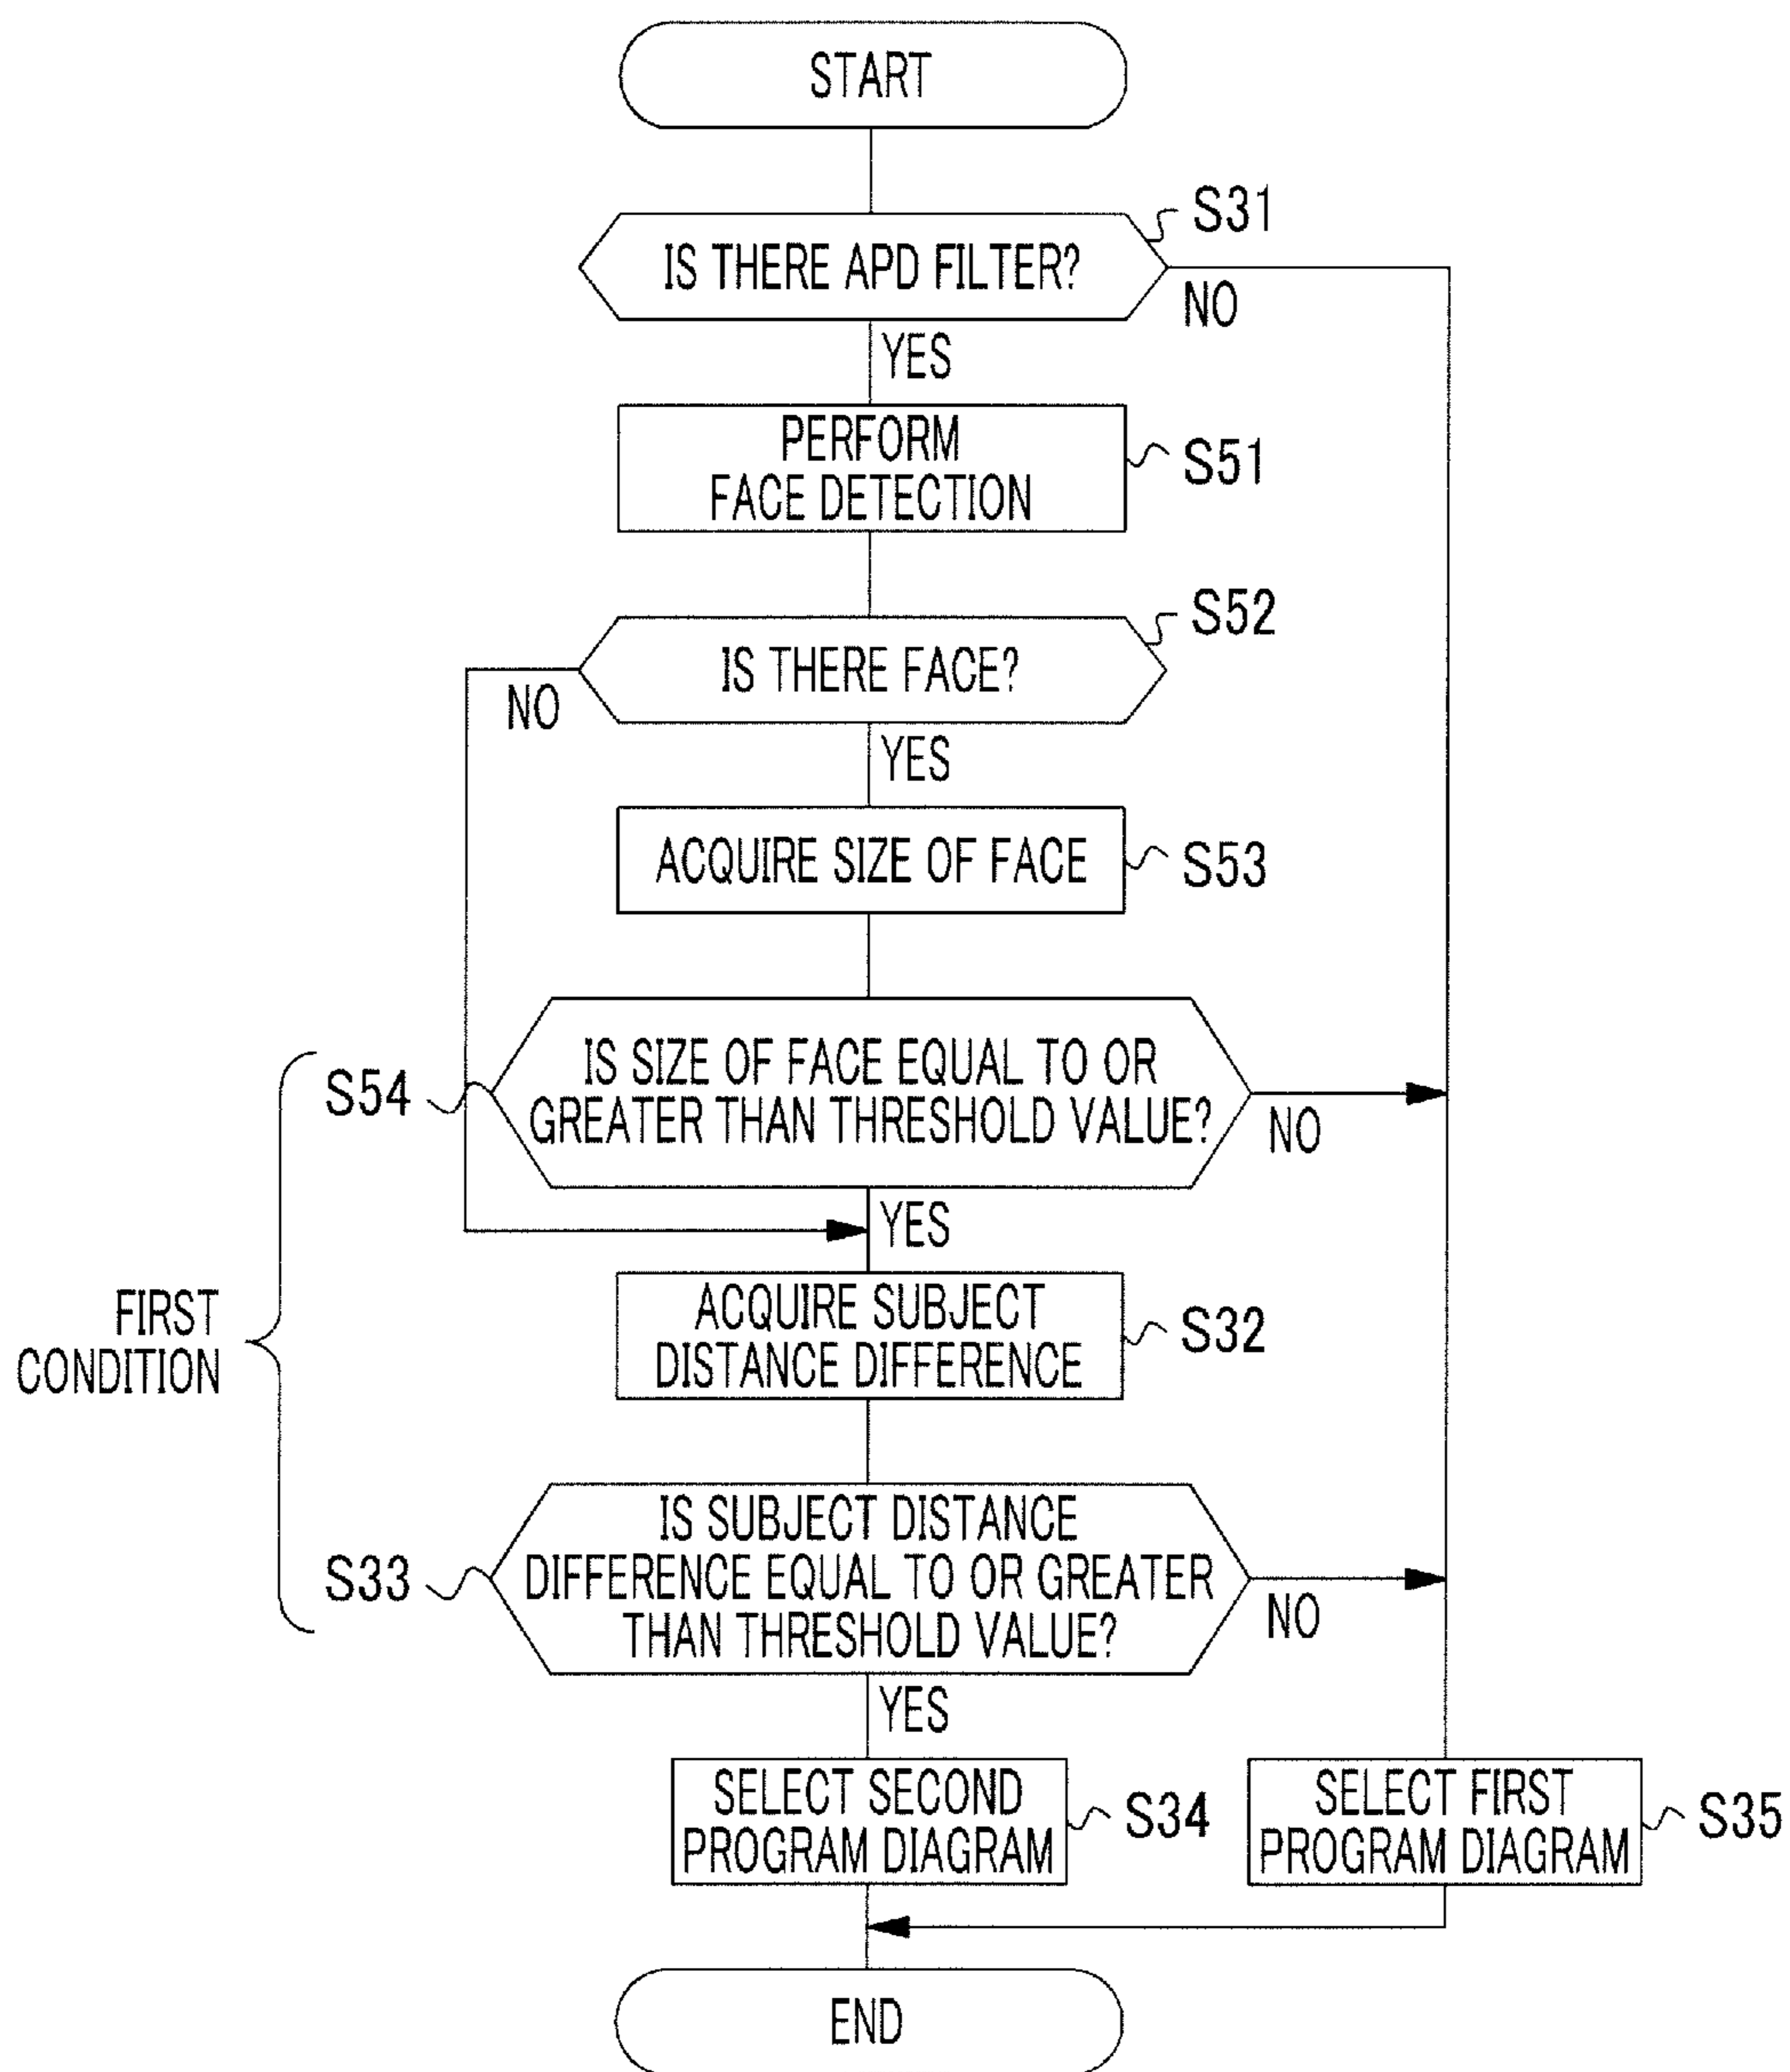 START
S31
IS THERE APD FILTER?
NO
YES
PERFORM
FACE DETECTION
S51
S52
IS THERE FACE?
NO
YES
ACQUIRE SIZE OF FACE
S53
IS SIZE OF FACE EQUAL TO OR
GREATER THAN THRESHOLD VALUE?
S54
NO
YES
FIRST
CONDITION
ACQUIRE SUBJECT
DISTANCE DIFFERENCE
S32
IS SUBJECT DISTANCE
DIFFERENCE EQUAL TO OR GREATER
THAN THRESHOLD VALUE?
S33
NO
YES
SELECT SECOND
PROGRAM DIAGRAM
S34
SELECT FIRST
PROGRAM DIAGRAM
S35
END